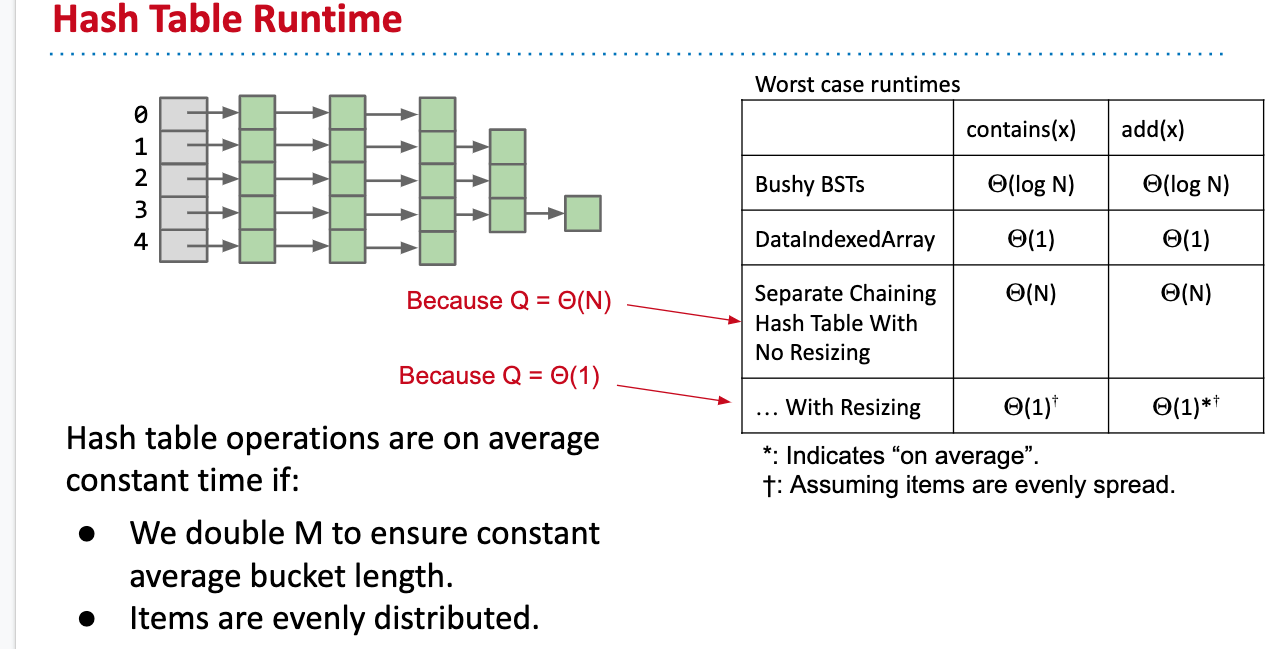 Hash Table Runtime
0
1
2
3
4
Because Q = Θ(N)
Because Q = Θ(1)
Hash table operations are on average
constant time if:
● We double M to ensure constant
average bucket length.
● Items are evenly distributed.
Worst case runtimes
contains(x) add(x)
Bushy BSTs Θ(log N) Θ(log N)
DataIndexedArray Θ(1) Θ(1)
Separate Chaining Θ(N) Θ(N)
Hash Table With
No Resizing
… With Resizing Θ(1)† Θ(1)*†
*: Indicates “on average”.
†: Assuming items are evenly spread.